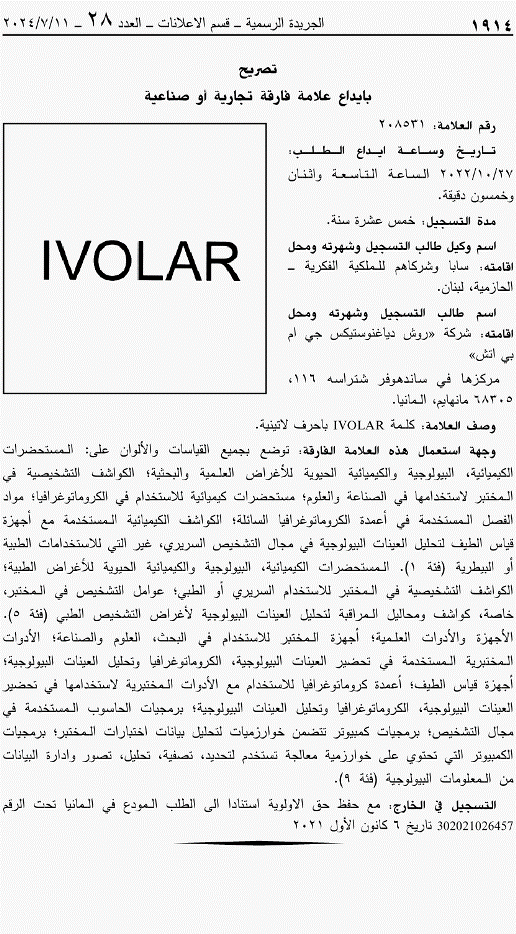 ١٩١٤
الجريدة الرسمية ــ قسم الاعلانات ــ العدد ٢٨ ــ ٢٠٢٤/٧/١١
تصريح
بايداع علامة فارقة تجارية أو صناعية
IVOLAR
رقم العلامة: ٢٠٨٥٣١
تاريخ وساعة ايداع الطلب:
٢٠٢٢/١٠/٢٧ الساعة التاسعة واثنان
وخمسون دقيقة.
مدة التسجيل: خمس عشرة سنة.
اسم وكيل طالب التسجيل وشهرته ومحل
اقامته: سابا وشركاهم للملكية الفكرية ــ
الحازمية، لبنان.
اسم طالب التسجيل وشهرته ومحل
اقامته: شركة «روش دياغنوستيكس جي ام
بي اتش»
مركزها في ساندهوفر شتراسه ١١٦،
٦٨٣٠٥ مانهايم، المانيا.
وصف العلامة: كلمة IVOLAR باحرف لاتينية.
وجهة استعمال هذه العلامة الفارقة: توضع بجميع القياسات والألوان على: المستحضرات
الكيميائية، البيولوجية والكيميائية الحيوية للأغراض العلمية والبحثية؛ الكواشف التشخيصية في
المختبر لاستخدامها في الصناعة والعلوم؛ مستحضرات كيميائية للاستخدام في الكروماتوغرافيا؛ مواد
الفصل المستخدمة في أعمدة الكروماتوغرافيا السائلة؛ الكواشف الكيميائية المستخدمة مع أجهزة
قياس الطيف لتحليل العينات البيولوجية في مجال التشخيص السريري، غير التي للاستخدامات الطبية
أو البيطرية (فئة ١). المستحضرات الكيميائية، البيولوجية والكيميائية الحيوية للأغراض الطبية؛
الكواشف التشخيصية في المختبر للاستخدام السريري أو الطبي؛ عوامل التشخيص في المختبر،
خاصة، كواشف ومحاليل المراقبة لتحليل العينات البيولوجية لأغراض التشخيص الطبي (فئة ٥).
الأجهزة والأدوات العلمية؛ أجهزة المختبر للاستخدام في البحث، العلوم والصناعة؛ الأدوات
المختبرية المستخدمة في تحضير العينات البيولوجية، الكروماتوغرافيا وتحليل العينات البيولوجية؛
أجهزة قياس الطيف؛ أعمدة كروماتوغرافيا للاستخدام مع الأدوات المختبرية لاستخدامها في تحضير
العينات البيولوجية، الكروماتوغرافيا وتحليل العينات البيولوجية؛ برمجيات الحاسوب المستخدمة في
مجال التشخيص؛ برمجيات كمبيوتر تتضمن خوارزميات لتحليل بيانات اختبارات المختبر؛ برمجيات
الكمبيوتر التي تحتوي على خوارزمية معالجة تستخدم لتحديد، تصفية، تحليل، تصور وادارة البيانات
من المعلومات البيولوجية (فئة ٩).
التسجيل في الخارج: مع حفظ حق الاولوية استنادا الى الطلب المودع في المانيا تحت الرقم
302021026457 تاريخ ٦ كانون الأول ٢٠٢١